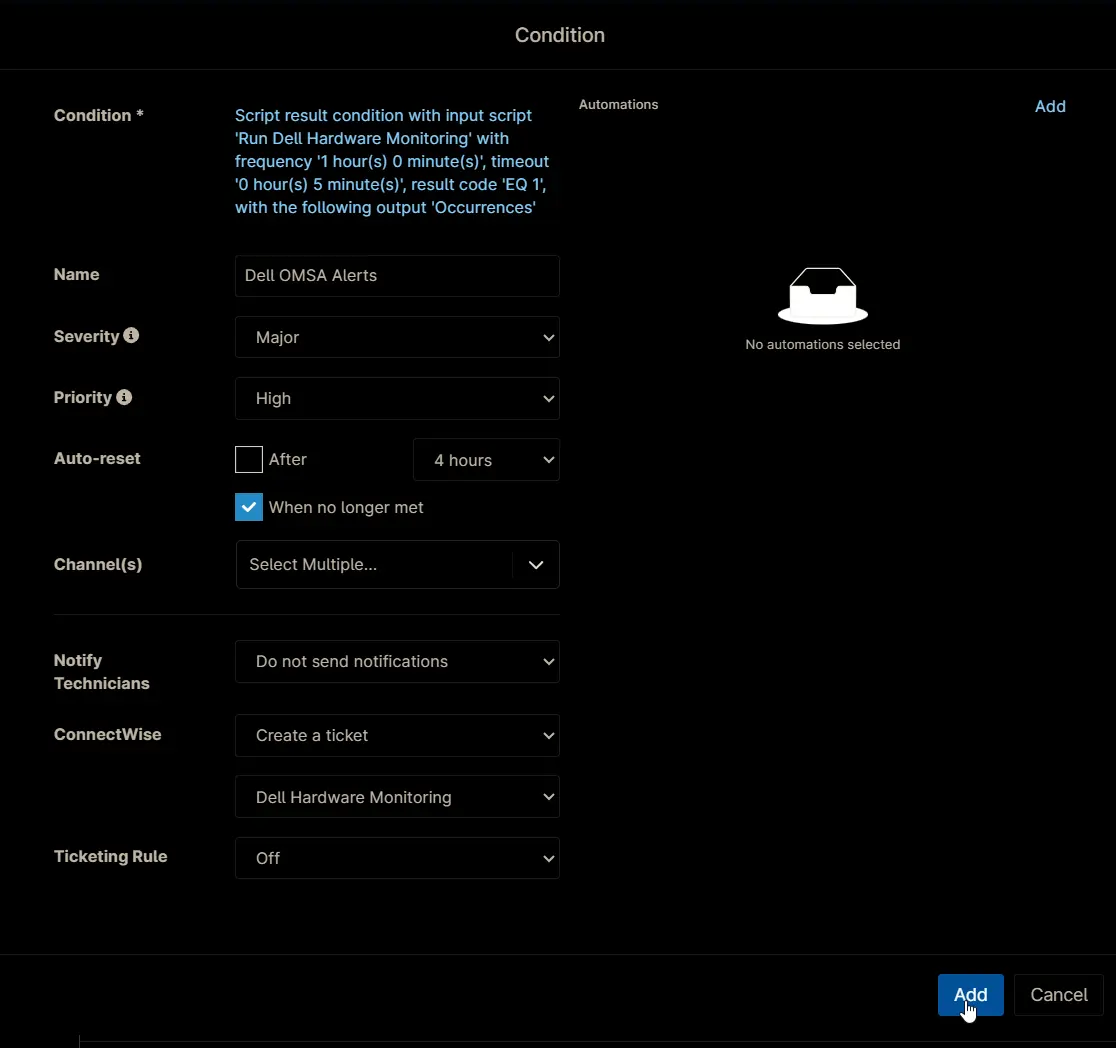 Condition
Condition *
Script result condition with input script
'Run Dell Hardware Monitoring' with
frequency '1 hour(s) 0 minute(s)', timeout
'0 hour(s) 5 minute(s)', result code 'EQ 1',
with the following output 'Occurrences'
Name
Dell OMSA Alerts
Severity
Major
Priority
High
Auto-reset
After
4 hours
When no longer met
Channel(s)
Select Multiple...
Notify
Technicians
Do not send notifications
ConnectWise
Create a ticket
Dell Hardware Monitoring
Ticketing Rule
Off
Automations
Add
No automations selected
Add
Cancel